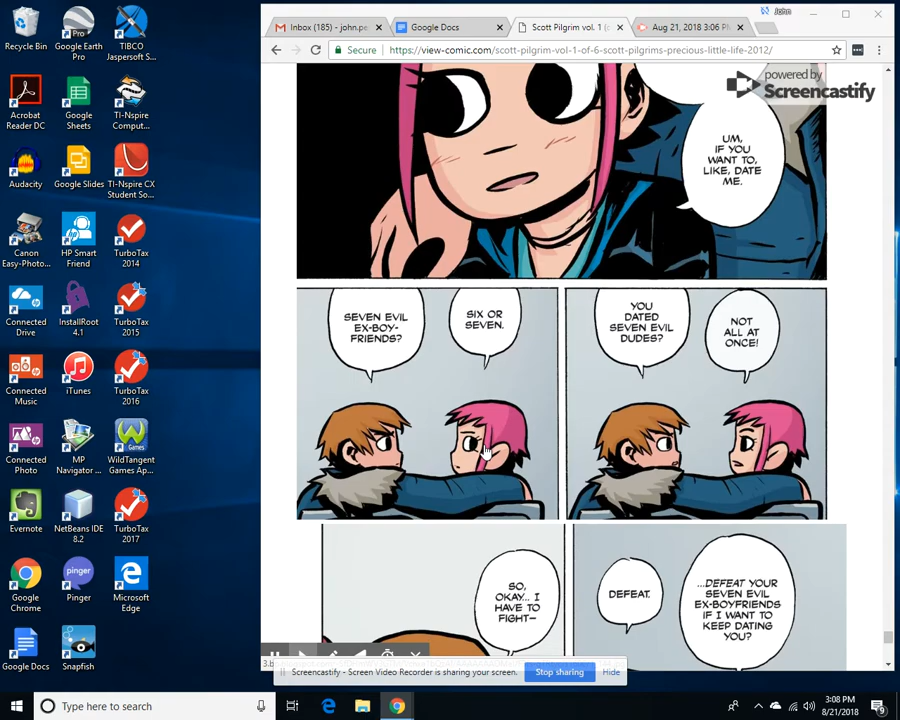 John
Inbox (185) - john.pe
Google Docs
Scott Pilgrim vol. 1 (
Aug 21, 2018 3:06 P
Secure
https://view-comic.com/scott-pilgrim-vol-1-of-6-scott-pilgrims-precious-little-life-2012/
powered by
Screencastify
Recycle Bin
Google Earth
Pro
TIBCO
Jaspersoft S...
Acrobat
Reader DC
Google
Sheets
TI-Nspire
Comput...
Audacity
Google Slides
TI-Nspire CX
Student So...
Canon
Easy-Photo...
HP Smart
Friend
TurboTax
2014
Connected
Drive
InstallRoot
4.1
TurboTax
2015
Connected
Music
iTunes
TurboTax
2016
Connected
Photo
MP
Navigator ...
WildTangent
Games Ap...
Evernote
NetBeans IDE
8.2
TurboTax
2017
Google
Chrome
Pinger
Microsoft
Edge
Google Docs
Snapfish
UM,
IF YOU
WANT TO,
LIKE, DATE
ME.
SEVEN EVIL
EX-BOY-
FRIENDS?
SIX OR
SEVEN.
YOU
DATED
SEVEN EVIL
DUDES?
NOT
ALL AT
ONCE!
SO,
OKAY... I
HAVE TO
FIGHT—
DEFEAT.
...DEFEAT YOUR
SEVEN EVIL
EX-BOYFRIENDS
IF I WANT TO
KEEP DATING
YOU?
Screencastify - Screen Video Recorder is sharing your screen.
Stop sharing
Hide
Type here to search
3:08 PM
8/21/2018
9